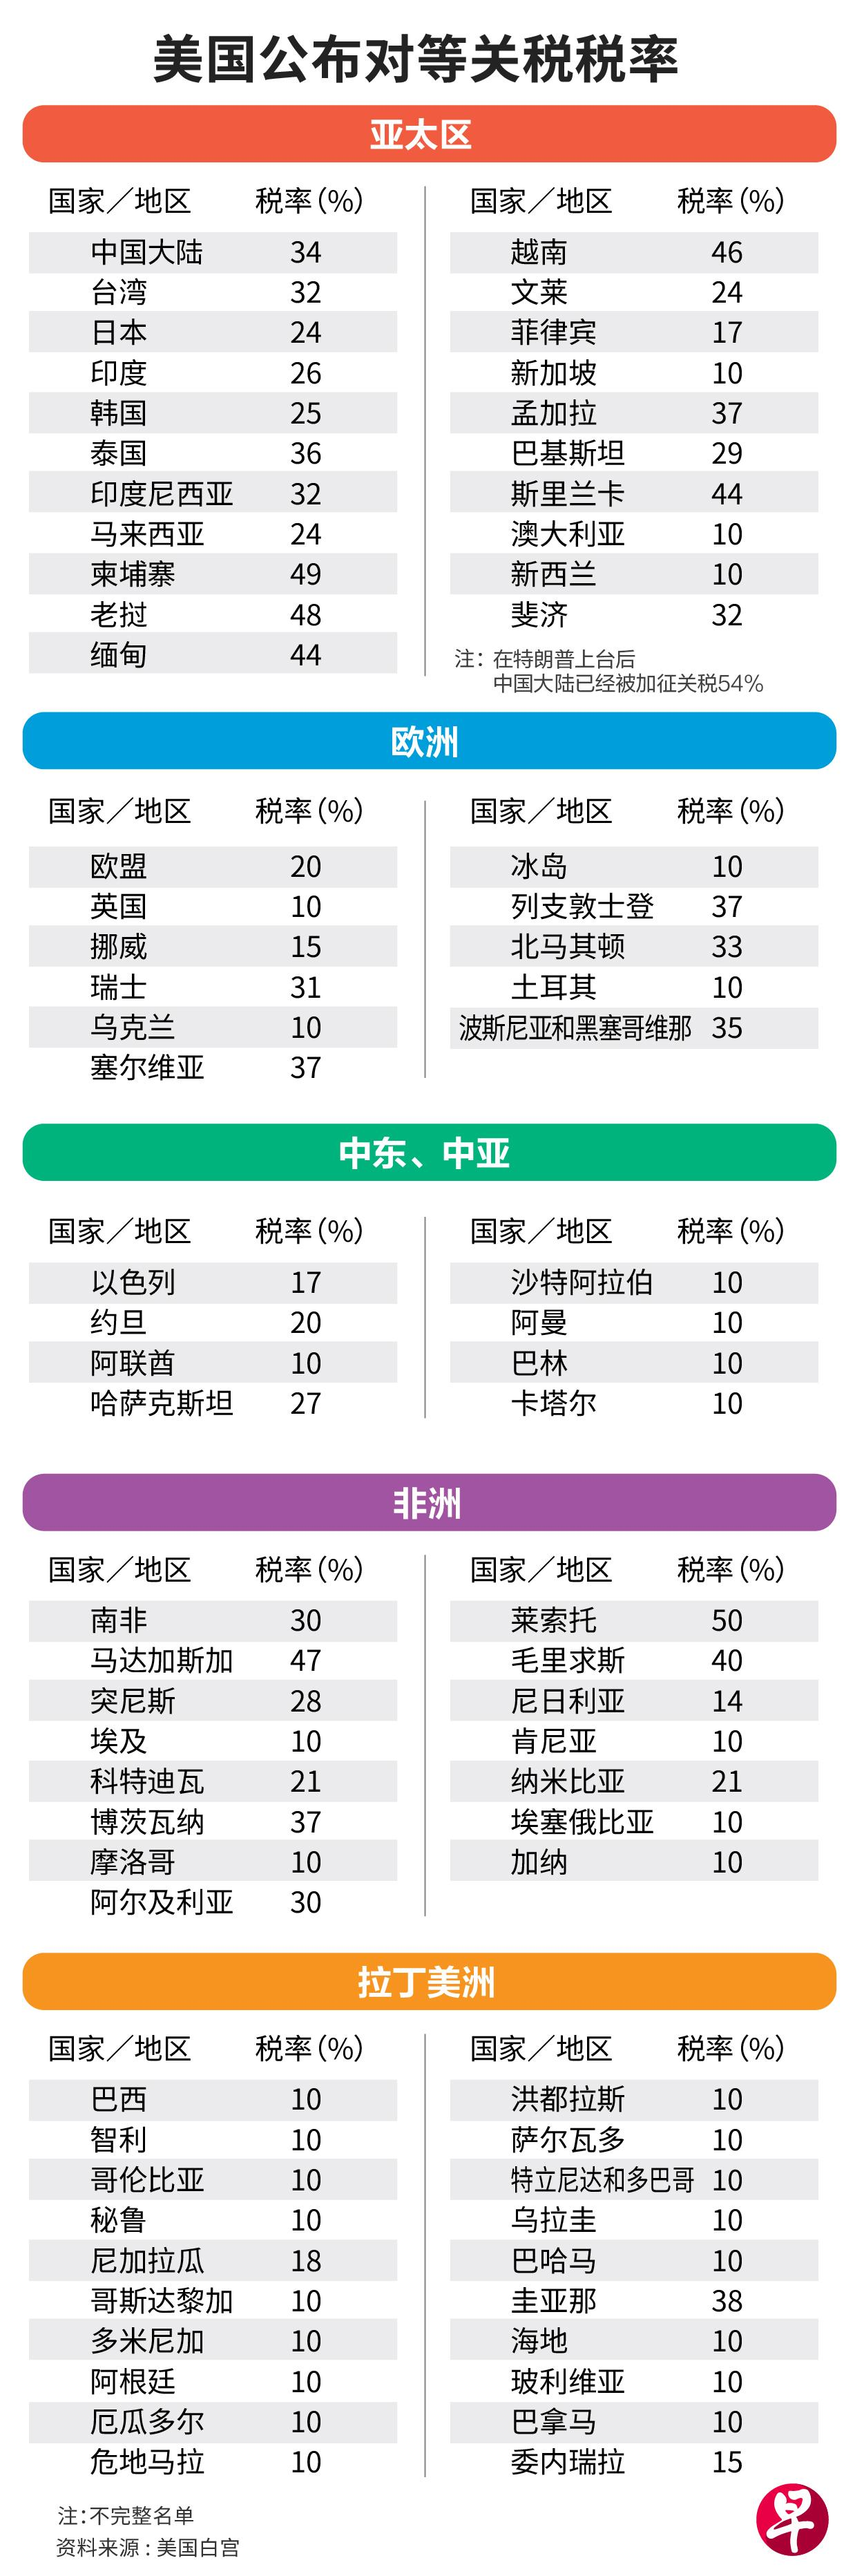 美国公布对等关税税率
亚太区
国家／地区 税率(%)
中国大陆 34
台湾 32
日本 24
印度 26
韩国 25
泰国 36
印度尼西亚 32
马来西亚 24
柬埔寨 49
老挝 48
缅甸 44
国家／地区 税率(%)
越南 46
文莱 24
菲律宾 17
新加坡 10
孟加拉 37
巴基斯坦 29
斯里兰卡 44
澳大利亚 10
新西兰 10
斐济 32
注：在特朗普上台后
中国大陆已经被加征关税54%
欧洲
国家／地区 税率(%)
欧盟 20
英国 10
挪威 15
瑞士 31
乌克兰 10
塞尔维亚 37
国家／地区 税率(%)
冰岛 10
列支敦士登 37
北马其顿 33
土耳其 10
波斯尼亚和黑塞哥维那 35
中东、中亚
国家／地区 税率(%)
以色列 17
约旦 20
阿联酋 10
哈萨克斯坦 27
国家／地区 税率(%)
沙特阿拉伯 10
阿曼 10
巴林 10
卡塔尔 10
非洲
国家／地区 税率(%)
南非 30
马达加斯加 47
突尼斯 28
埃及 10
科特迪瓦 21
博茨瓦纳 37
摩洛哥 10
阿尔及利亚 30
国家／地区 税率(%)
莱索托 50
毛里求斯 40
尼日利亚 14
肯尼亚 10
纳米比亚 21
埃塞俄比亚 10
加纳 10
拉丁美洲
国家／地区 税率(%)
巴西 10
智利 10
哥伦比亚 10
秘鲁 10
尼加拉瓜 18
哥斯达黎加 10
多米尼加 10
阿根廷 10
厄瓜多尔 10
危地马拉 10
国家／地区 税率(%)
洪都拉斯 10
萨尔瓦多 10
特立尼达和多巴哥 10
乌拉圭 10
巴哈马 10
圭亚那 38
海地 10
玻利维亚 10
巴拿马 10
委内瑞拉 15
注：不完整名单
资料来源：美国白宫
早